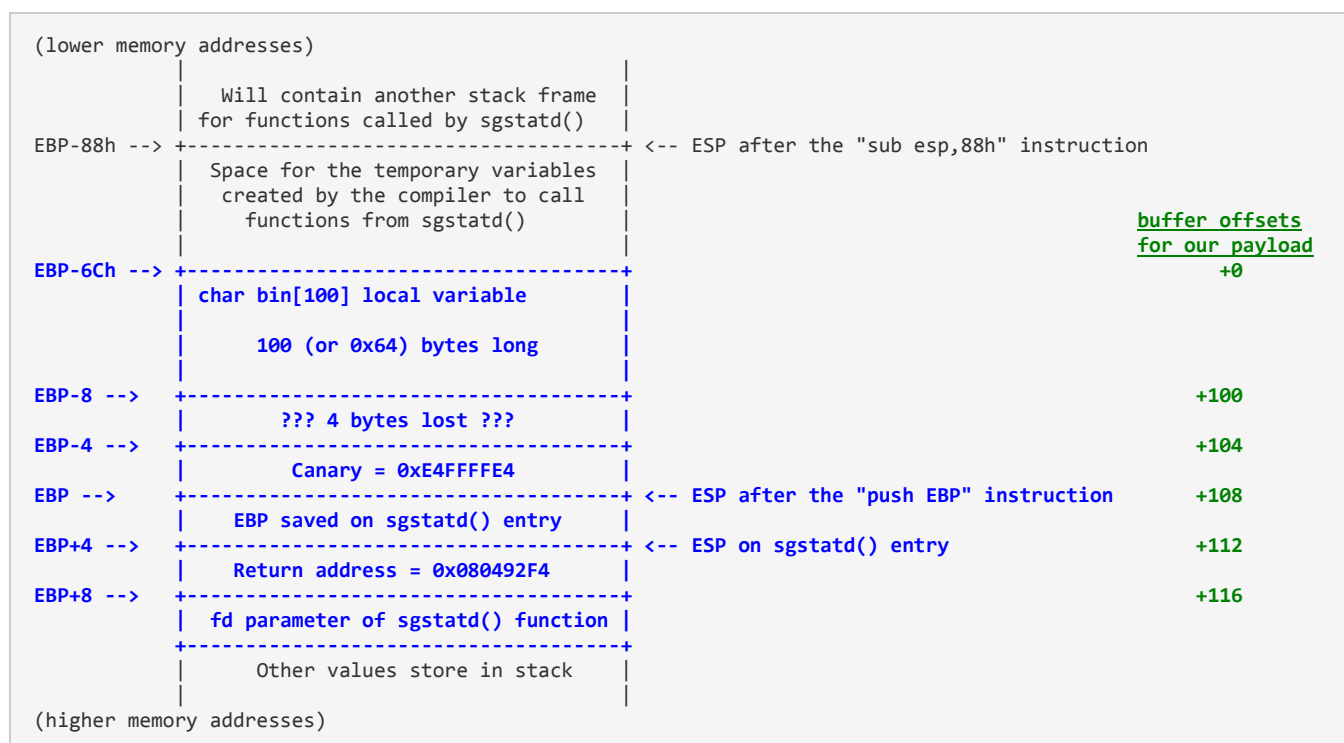 (lower memory addresses)
| |
| Will contain another stack frame |
| for functions called by sgstatd() |
EBP-88h --> +-------------------------------------+ <-- ESP after the "sub esp,88h" instruction
| Space for the temporary variables |
| created by the compiler to call |
| functions from sgstatd() | buffer offsets
| | for our payload
EBP-6Ch --> +-------------------------------------+ +0
| char bin[100] local variable |
| |
| 100 (or 0x64) bytes long |
| |
EBP-8 --> +-------------------------------------+ +100
| ??? 4 bytes lost ??? |
EBP-4 --> +-------------------------------------+ +104
| Canary = 0xE4FFFFE4 |
EBP --> +-------------------------------------+ <-- ESP after the "push EBP" instruction +108
| EBP saved on sgstatd() entry |
EBP+4 --> +-------------------------------------+ <-- ESP on sgstatd() entry +112
| Return address = 0x080492F4 |
EBP+8 --> +-------------------------------------+ +116
| fd parameter of sgstatd() function |
+-------------------------------------+
| Other values store in stack |
| |
(higher memory addresses)